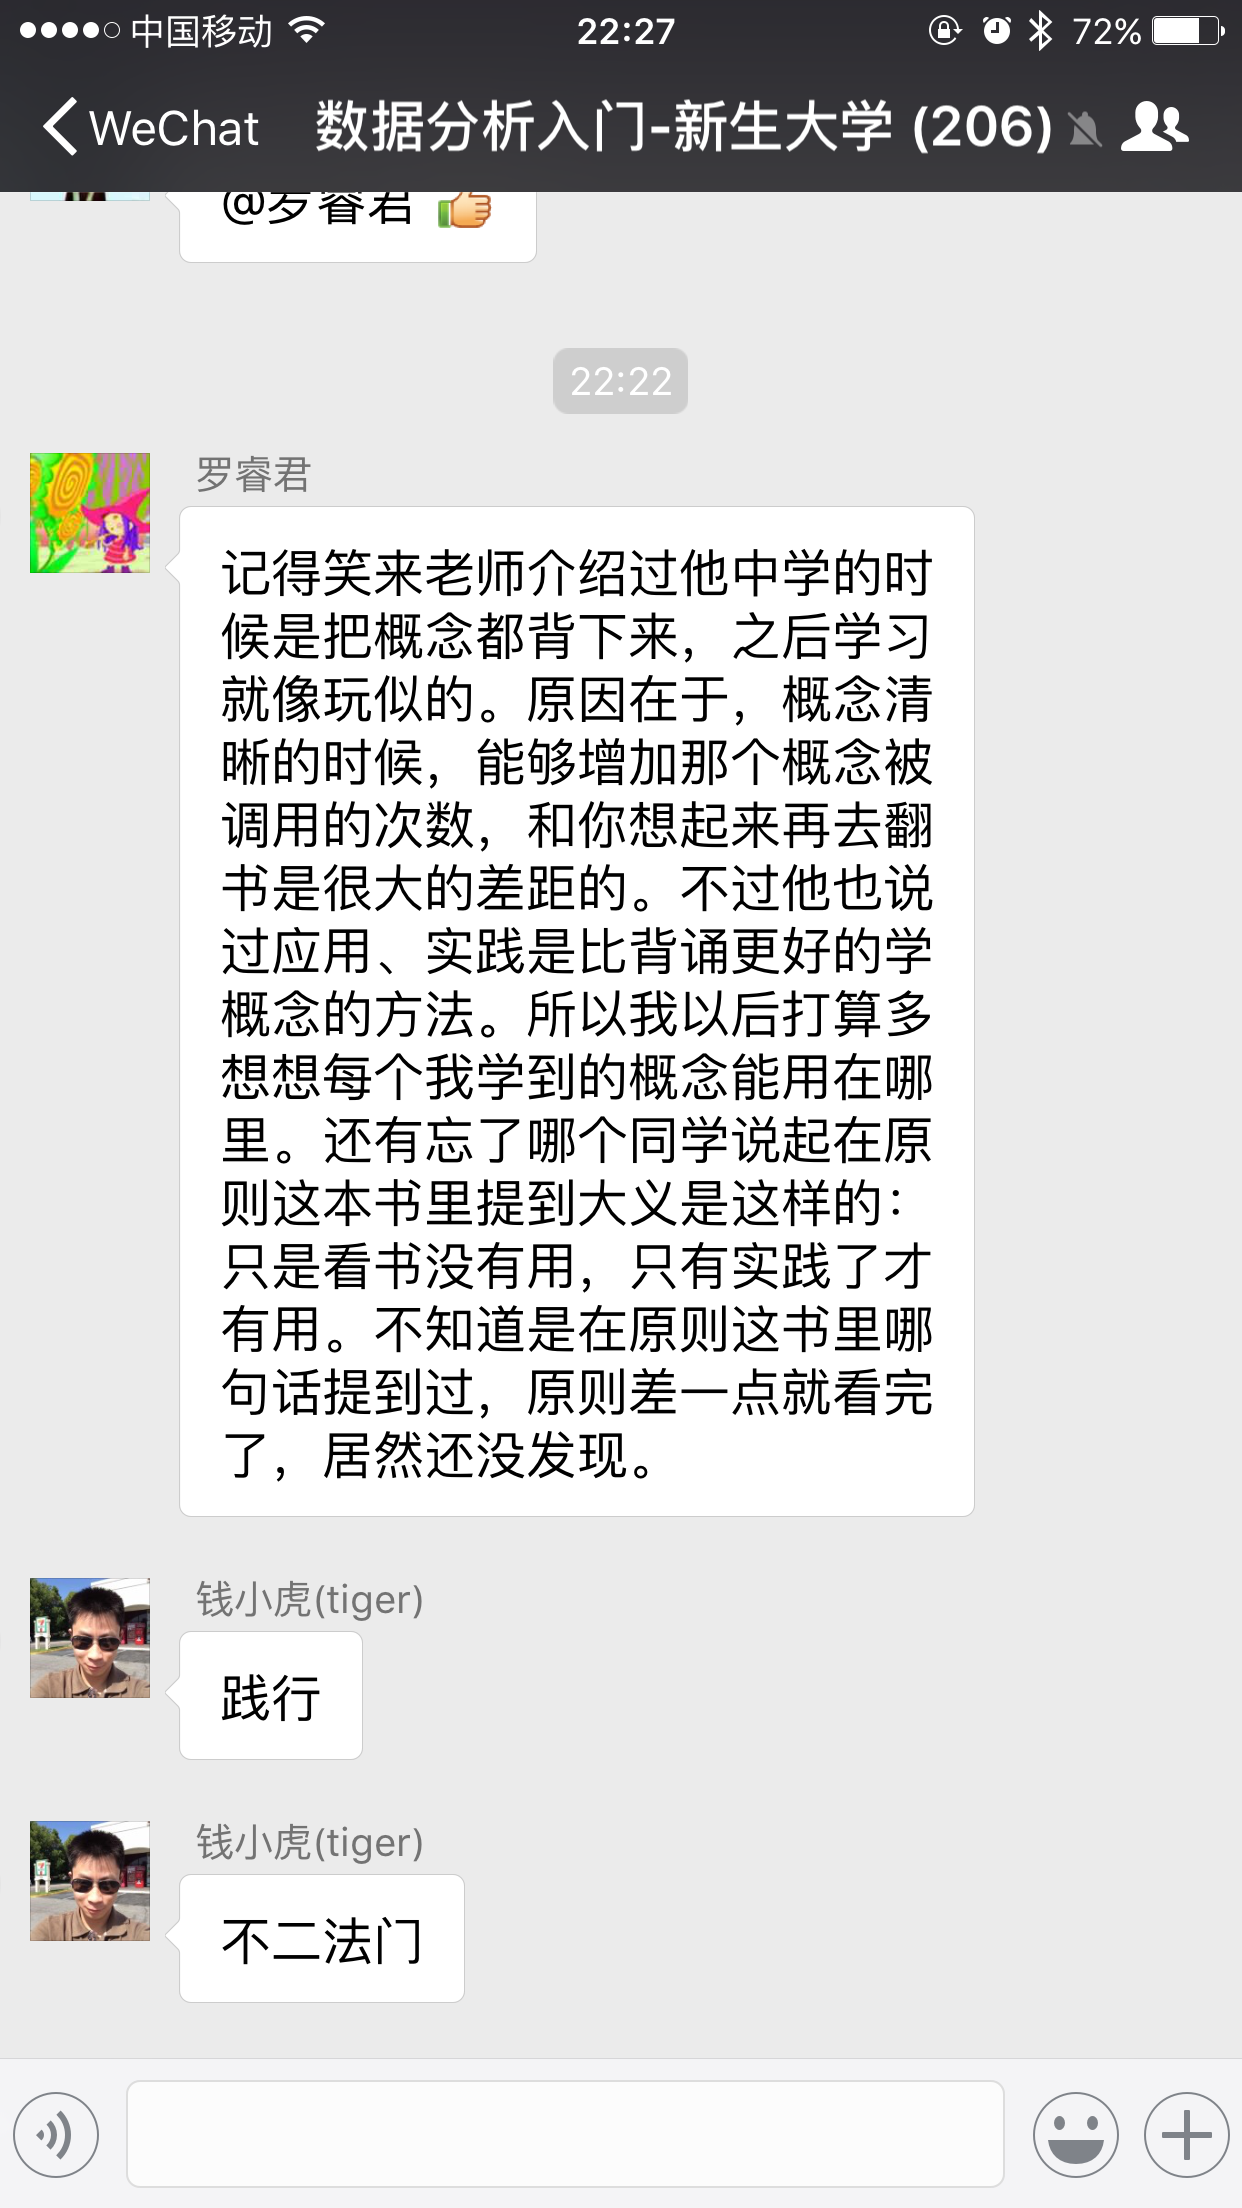 中国移动 22:27 72%
WeChat 数据分析入门-新生大学 (206)
@罗睿君
22:22
罗睿君
记得笑来老师介绍过他中学的时
候是把概念都背下来，之后学习
就像玩似的。原因在于，概念清
晰的时候，能够增加那个概念被
调用的次数，和你想起来再去翻
书是很大的差距的。不过他也说
过应用、实践是比背诵更好的学
概念的方法。所以我以后打算多
想想每个我学到的概念能用在哪
里。还有忘了哪个同学说起在原
则这本书里提到大义是这样的：
只是看书没有用，只有实践了才
有用。不知道是在原则这书里哪
句话提到过，原则差一点就看完
了，居然还没发现。
钱小虎(tiger)
践行
钱小虎(tiger)
不二法门